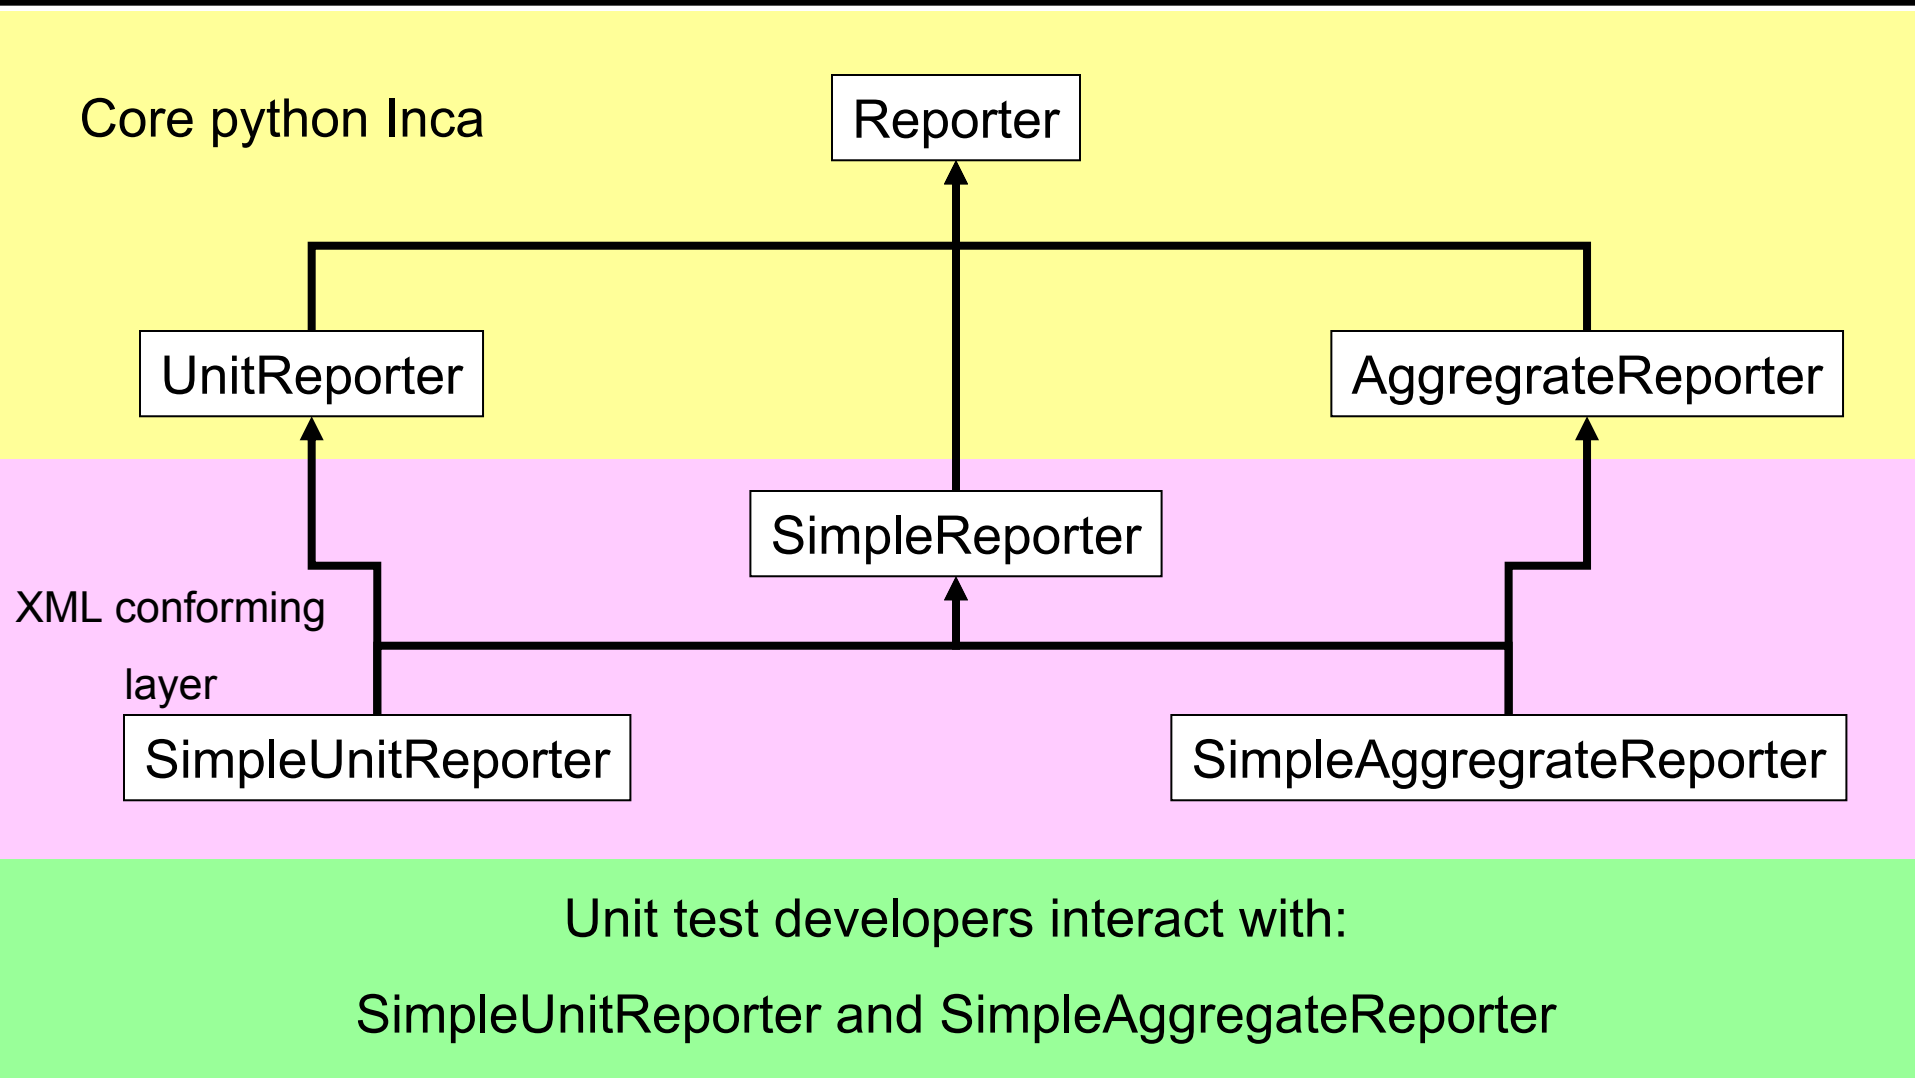 Core python Inca
Reporter
UnitReporter
AggregrateReporter
SimpleReporter
XML conforming
layer
SimpleUnitReporter
SimpleAggregrateReporter
Unit test developers interact with:
SimpleUnitReporter and SimpleAggregateReporter